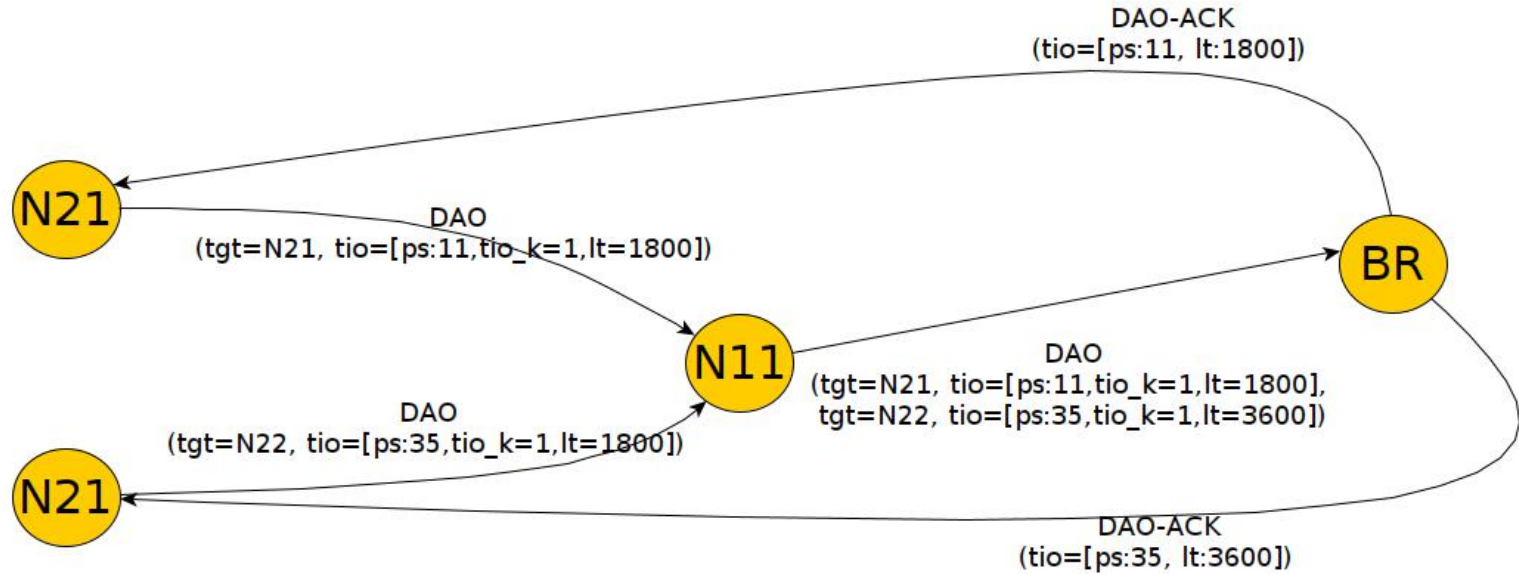 DAO-ACK
(tio=[ps:11, lt:1800])
N21
DAO
(tgt=N21, tio=[ps:11,tio_k=1,lt=1800])
BR
N11
DAO
(tgt=N21, tio=[ps:11,tio_k=1,lt=1800],
tgt=N22, tio=[ps:35,tio_k=1,lt=3600])
DAO
(tgt=N22, tio=[ps:35,tio_k=1,lt=1800])
N21
DAO-ACK
(tio=[ps:35, lt:3600])